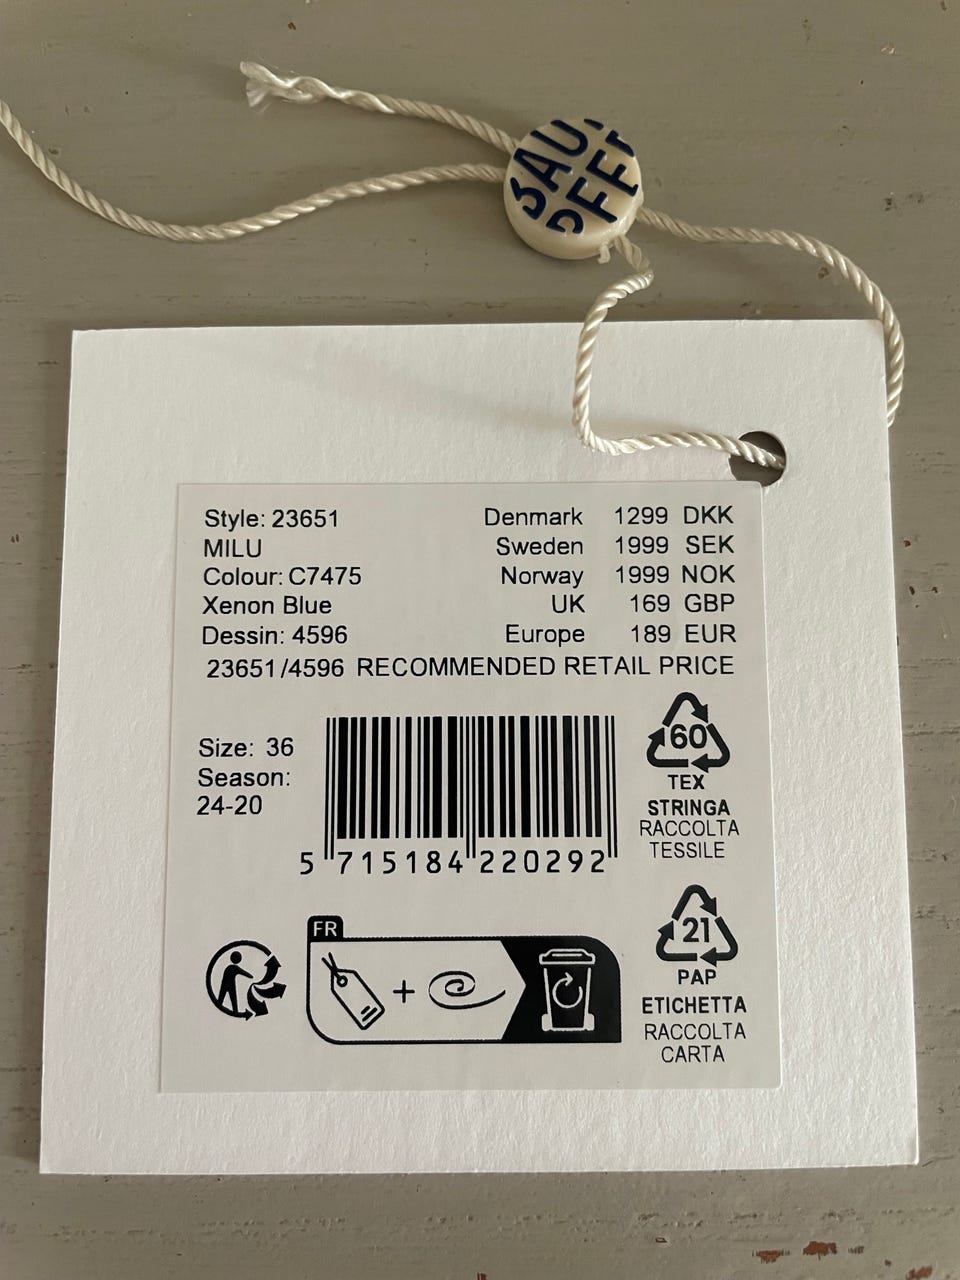 Style: 23651
MILU
Colour: C7475
Xenon Blue
Dessin: 4596
Denmark 1299 DKK
Sweden 1999 SEK
Norway 1999 NOK
UK 169 GBP
Europe 189 EUR
23651/4596 RECOMMENDED RETAIL PRICE
Size: 36
Season:
24-20
5 715184 220292
60
TEX
STRINGA
RACCOLTA
TESSILE
FR
21
PAP
ETICHETTA
RACCOLTA
CARTA